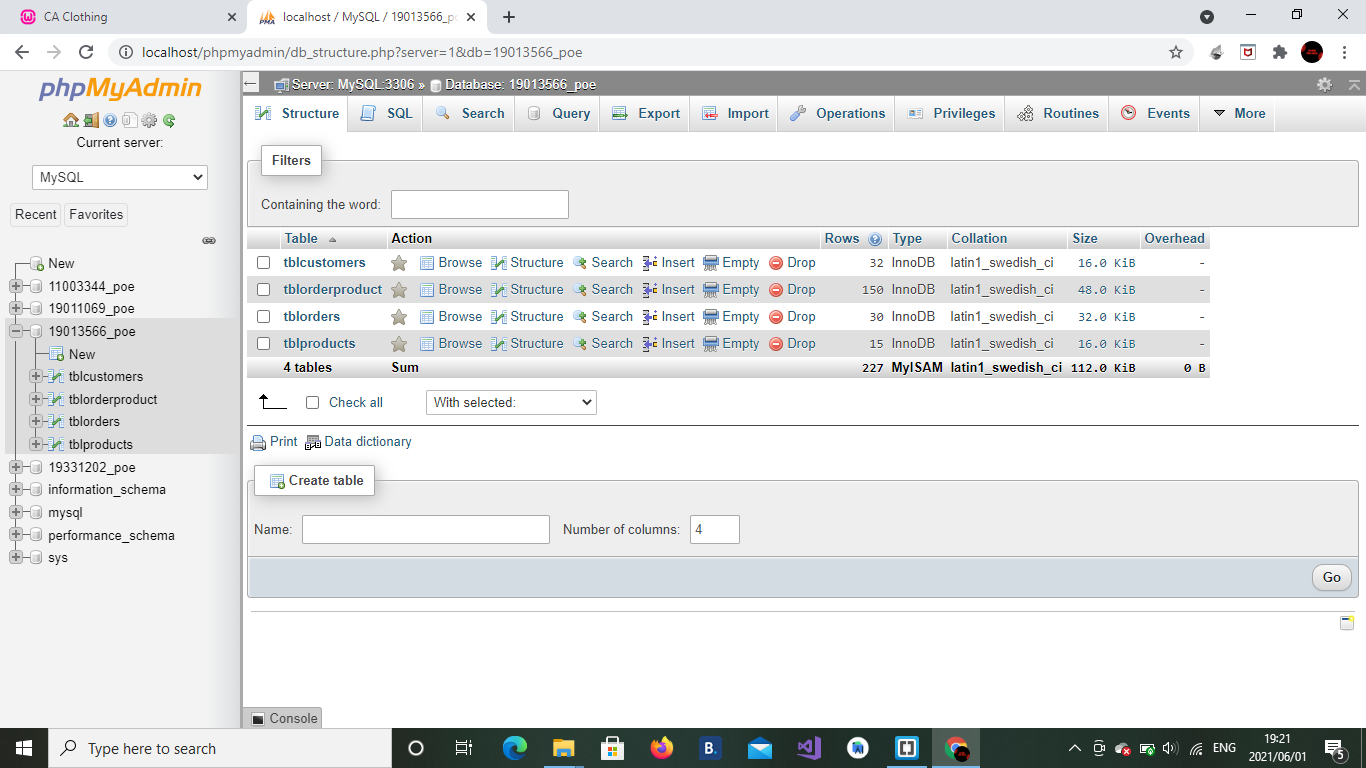 CA Clothing
localhost / MySQL / 19013566_po
localhost/phpmyadmin/db_structure.php?server=1&db=19013566_poe
phpMyAdmin
Current server:
MySQL
Recent Favorites
New
11003344_poe
19011069_poe
19013566_poe
New
tblcustomers
tblorderproduct
tblorders
tblproducts
19331202_poe
information_schema
mysql
performance_schema
sys
Server: MySQL:3306 » Database: 19013566_poe
Structure SQL Search Query Export Import Operations Privileges Routines Events More
Filters
Containing the word:
Table Action Rows Type Collation Size Overhead
tblcustomers Browse Structure Search Insert Empty Drop 32 InnoDB latin1_swedish_ci 16.0 KiB -
tblorderproduct Browse Structure Search Insert Empty Drop 150 InnoDB latin1_swedish_ci 48.0 KiB -
tblorders Browse Structure Search Insert Empty Drop 30 InnoDB latin1_swedish_ci 32.0 KiB -
tblproducts Browse Structure Search Insert Empty Drop 15 InnoDB latin1_swedish_ci 16.0 KiB -
4 tables Sum 227 MyISAM latin1_swedish_ci 112.0 KiB 0 B
Check all With selected:
Print Data dictionary
Create table
Name: Number of columns: 4
Go
Console
Type here to search
B.
ENG
19:21
2021/06/01
5